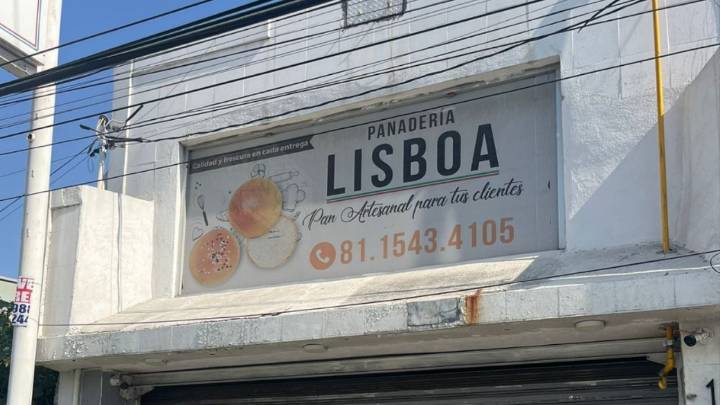 Calidad y frescura en cada entrega
PANADERÍA
LISBOA
Pan Artesanal para tus clientes
81.1543.4105